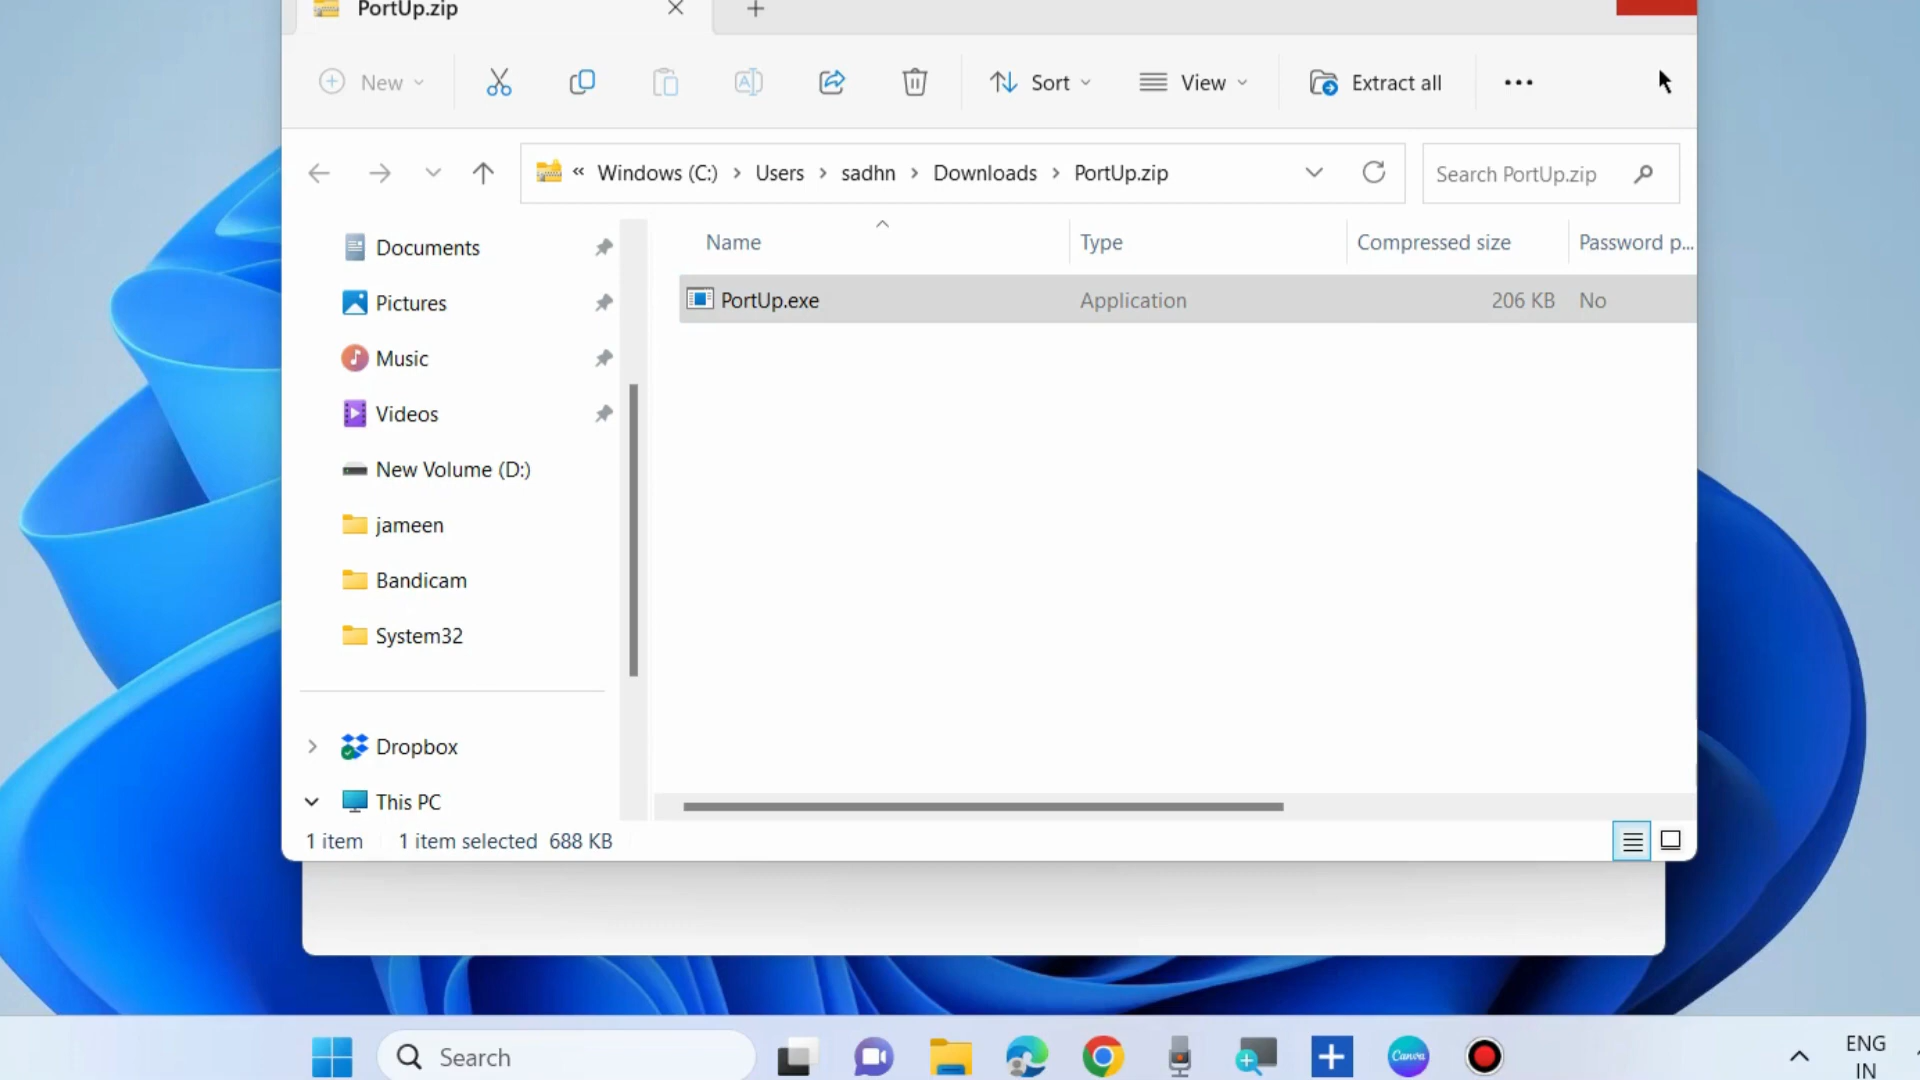 PortUp.zip
New
Sort
View
Extract all
« Windows (C:) › Users › sadhn › Downloads › PortUp.zip
Search PortUp.zip
Name Type Compressed size Password p...
PortUp.exe Application 206 KB No
Documents
Pictures
Music
Videos
New Volume (D:)
jameen
Bandicam
System32
Dropbox
This PC
1 item 1 item selected 688 KB
Search
Canva
ENG
IN